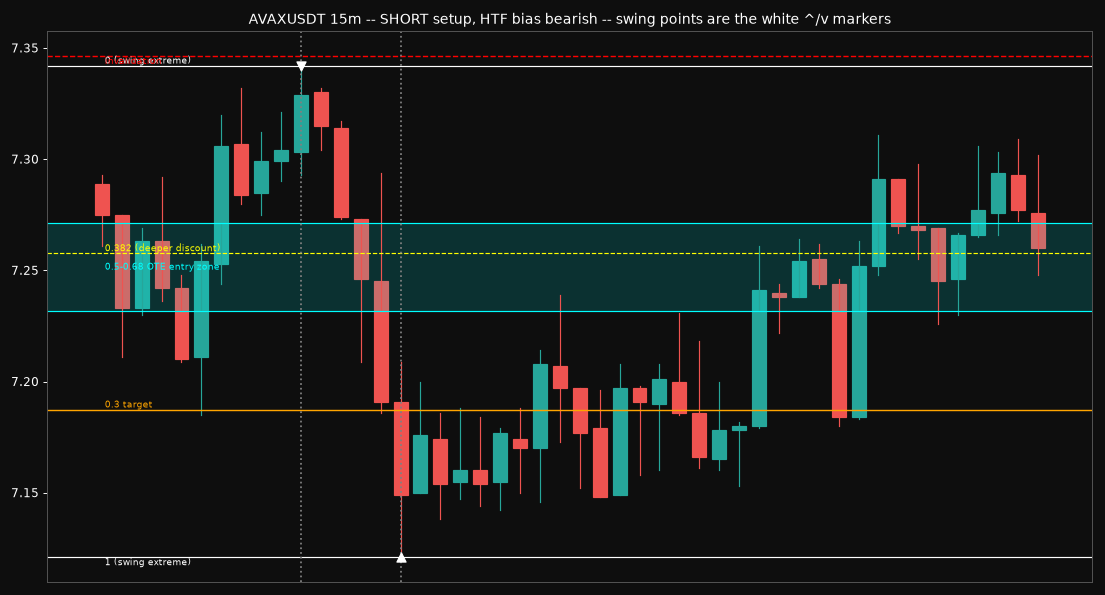 AVAXUSDT 15m -- SHORT setup, HTF bias bearish -- swing points are the white ^/v markers
7.35
0 (swing extreme)
7.30
0.382 (deeper discount)
7.25
0.5-0.68 OTE entry zone
7.20
0.3 target
7.15
1 (swing extreme)